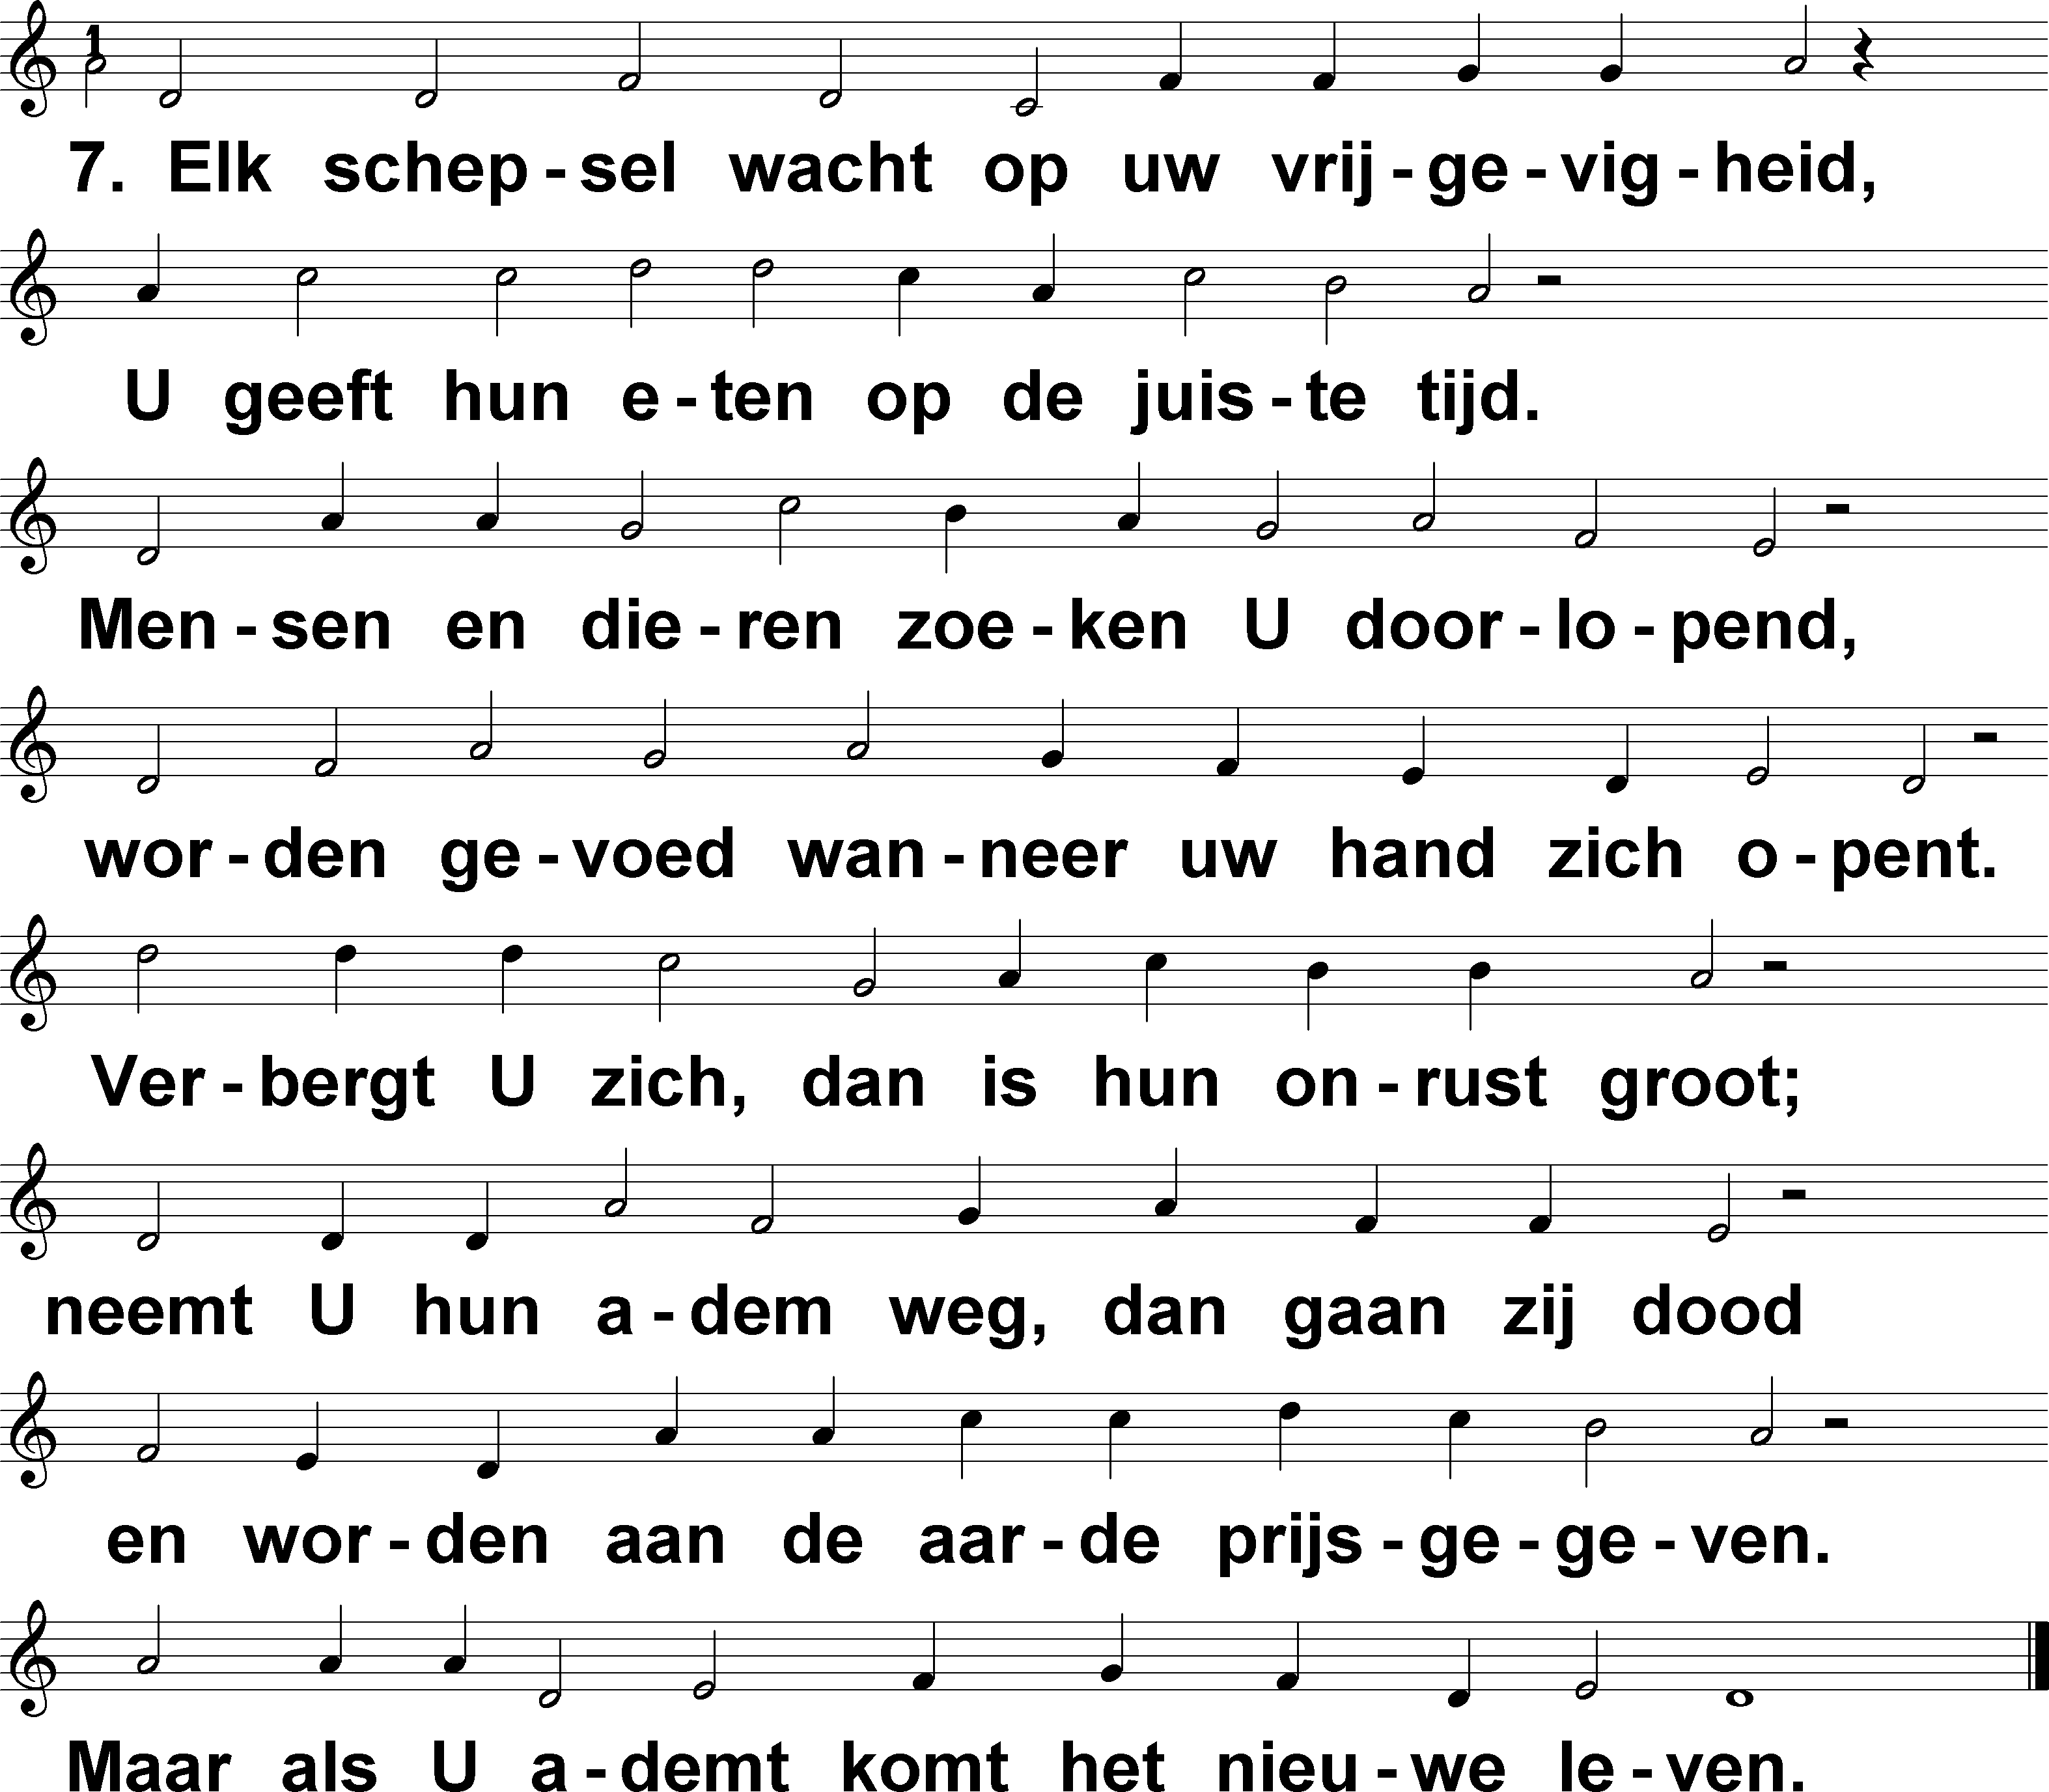 1
7. Elk schep-sel wacht op uw vrij-ge-vig-heid,
U geeft hun e-ten op de juis-te tijd.
Men-sen en die-ren zoe-ken U door-lo-pend,
wor-den ge-voed wan-neer uw hand zich o-pent.
Ver-bergt U zich, dan is hun on-rust groot;
neemt U hun a-dem weg, dan gaan zij dood
en wor-den aan de aar-de prijs-ge-ge-ven.
Maar als U a-demt komt het nieu-we le-ven.